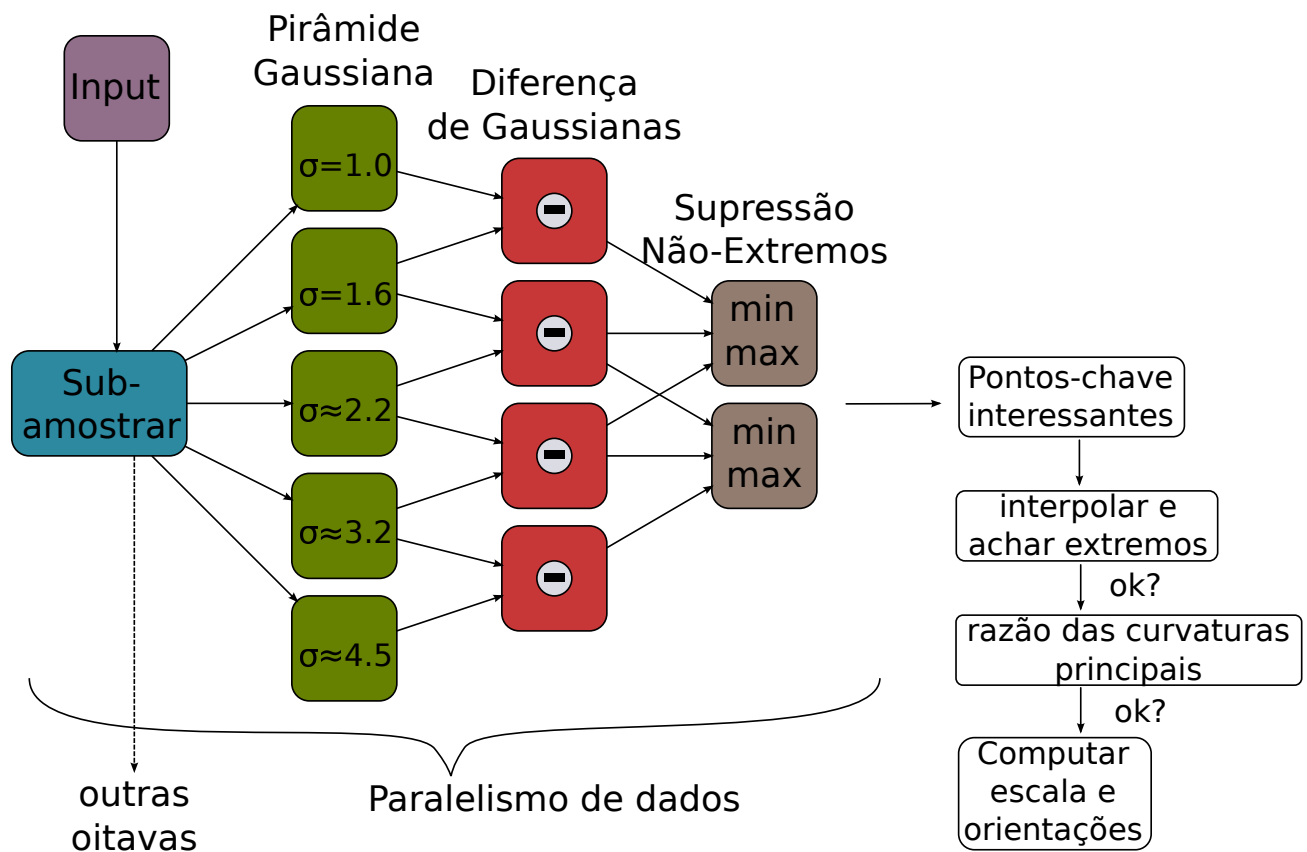 Input
Sub-
amostrar
outras
oitavas
Pirâmide
Gaussiana
σ=1.0
σ=1.6
σ≈2.2
σ≈3.2
σ≈4.5
Diferença
de Gaussianas
-
-
-
-
Supressão
Não-Extremos
min
max
min
max
Paralelismo de dados
Pontos-chave
interessantes
interpolar e
achar extremos
ok?
razão das curvaturas
principais
ok?
Computar
escala e
orientações